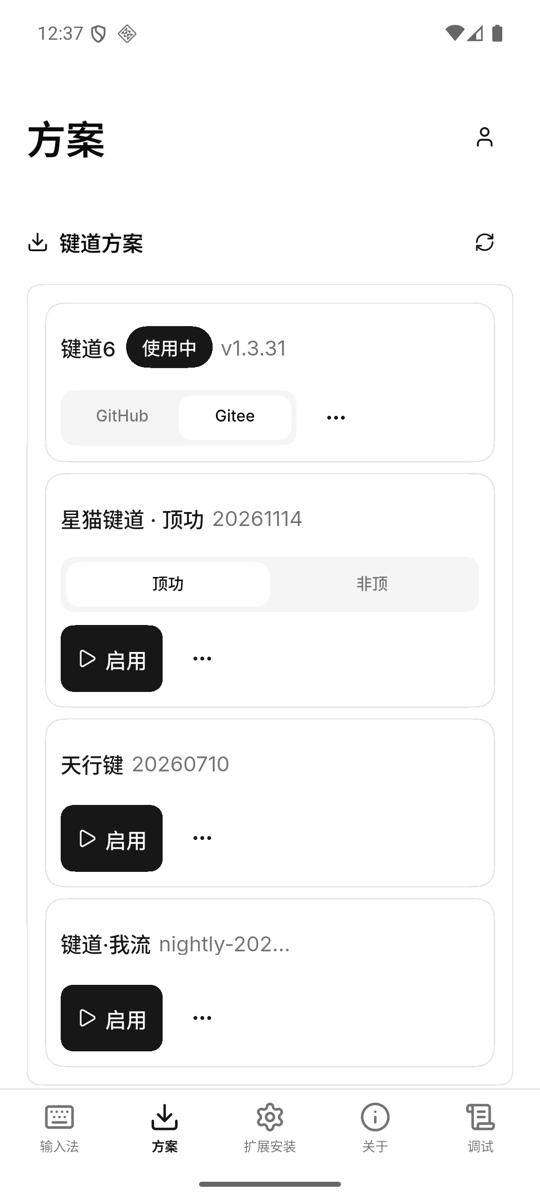 12:37
方案
键道方案
键道6 使用中 v1.3.31
GitHub Gitee
星猫键道 · 顶功 20261114
顶功 非顶
启用
天行键 20260710
启用
键道·我流 nightly-202...
启用
输入法 方案 扩展安装 关于 调试